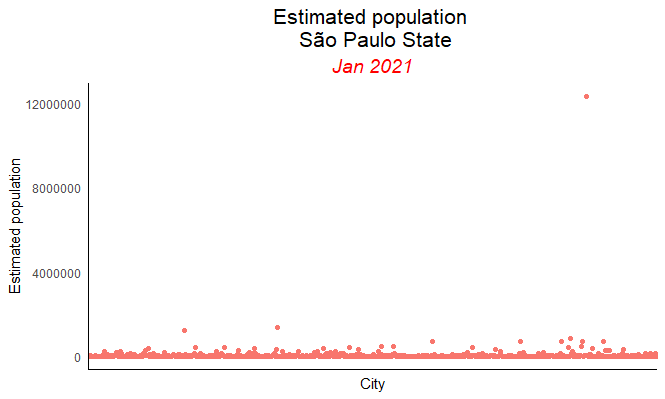 Estimated population
São Paulo State
Jan 2021
12000000
8000000
4000000
0
Estimated population
City